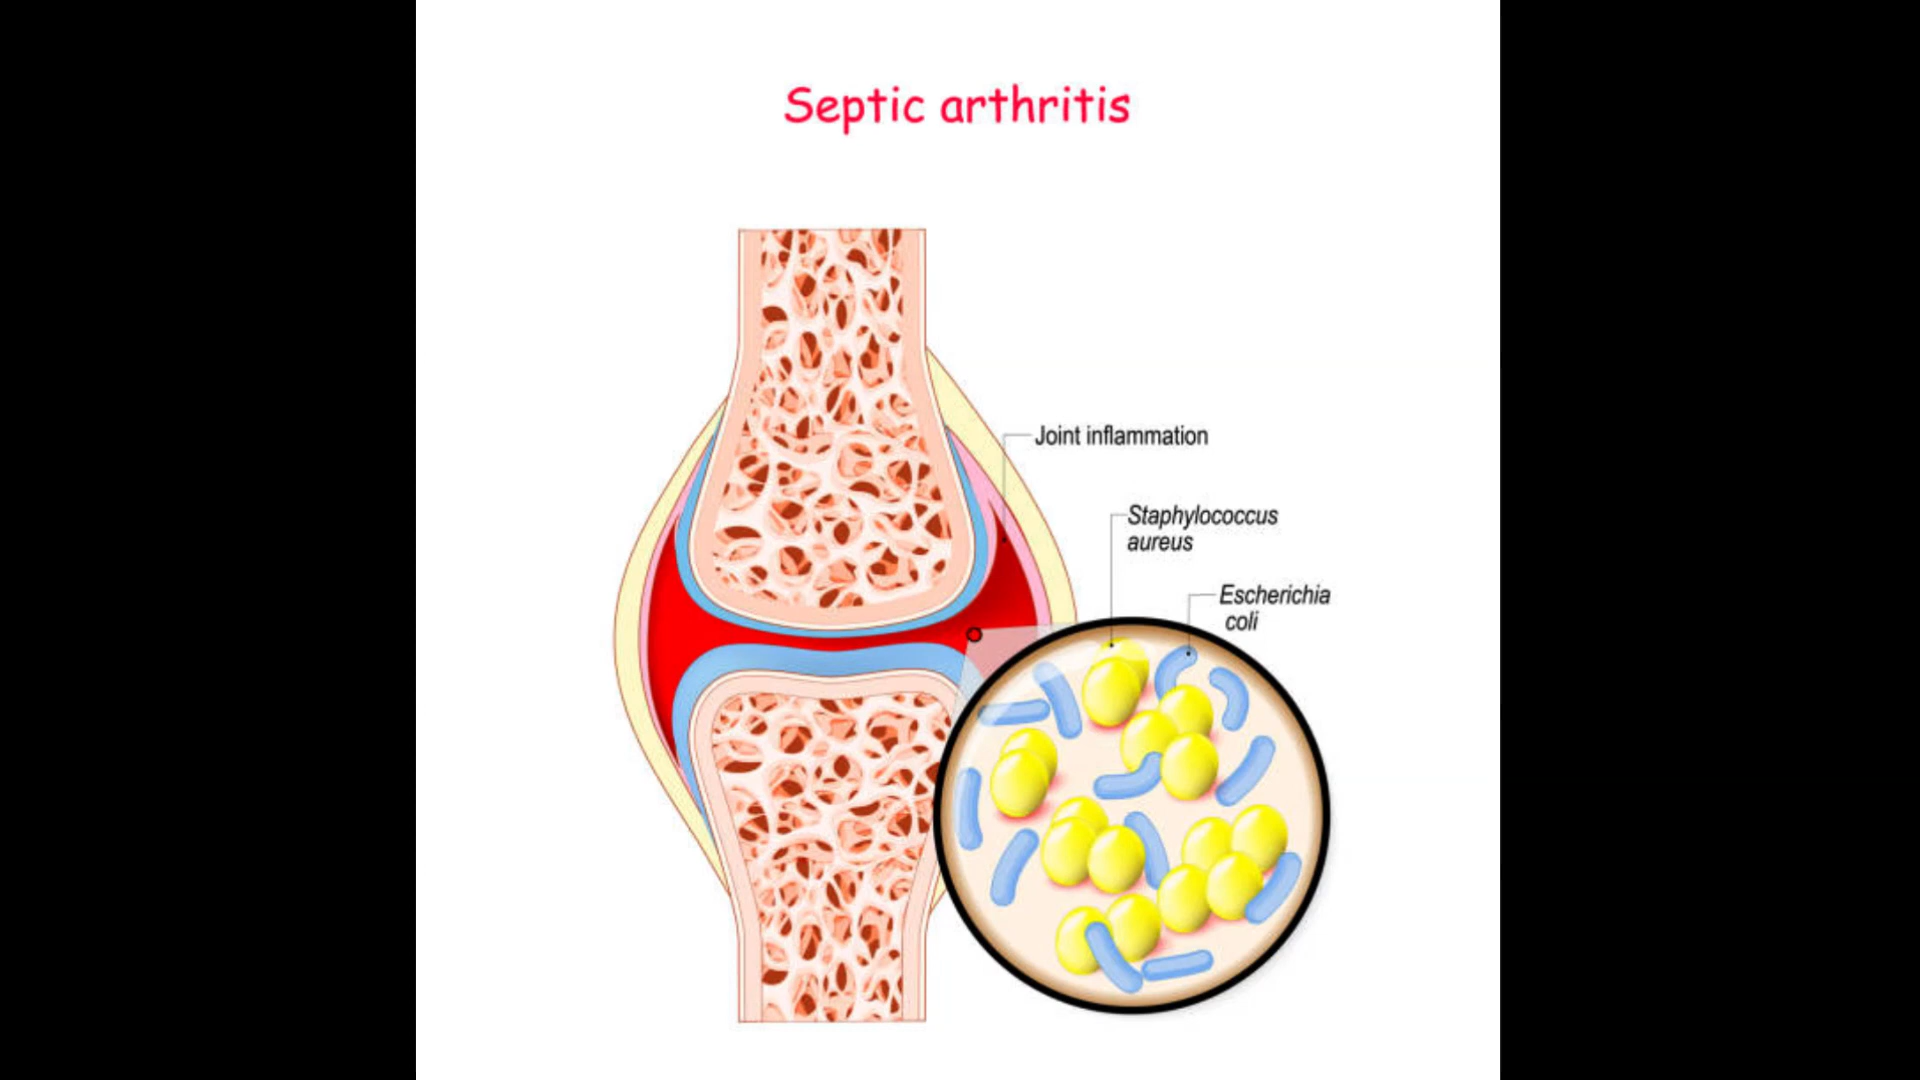 Septic arthritis
Joint inflammation
Staphylococcus
aureus
Escherichia
coli